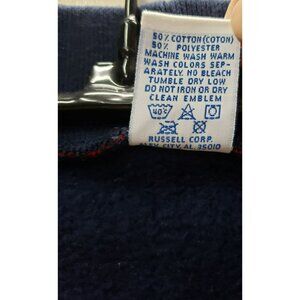 50% COTTON (COTON)
50% POLYESTER
MACHINE WASH WARM
WASH COLORS SEP-
ARATELY. NO BLEACH
TUMBLE DRY LOW
DO NOT IRON OR DRY
CLEAN EMBLEM
40°C
RUSSELL CORP.
ALEX CITY AL. 35010